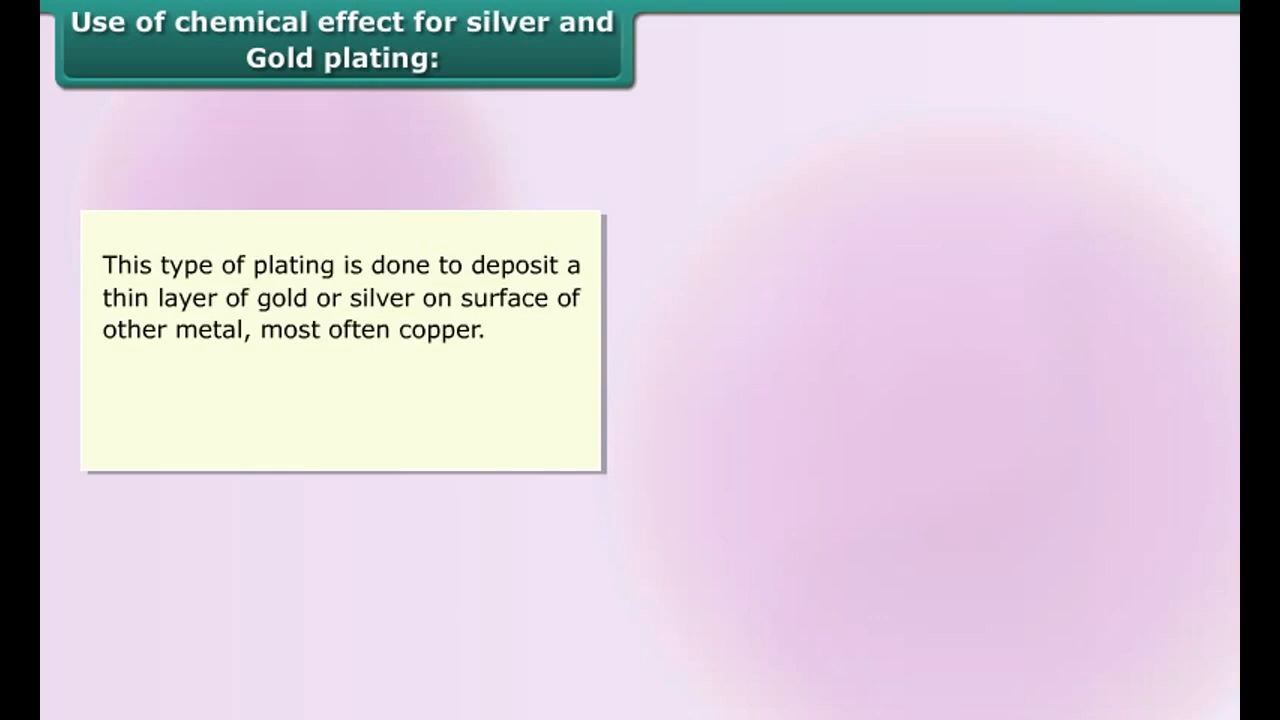 Use of chemical effect for silver and
Gold plating:
This type of plating is done to deposit a
thin layer of gold or silver on surface of
other metal, most often copper.